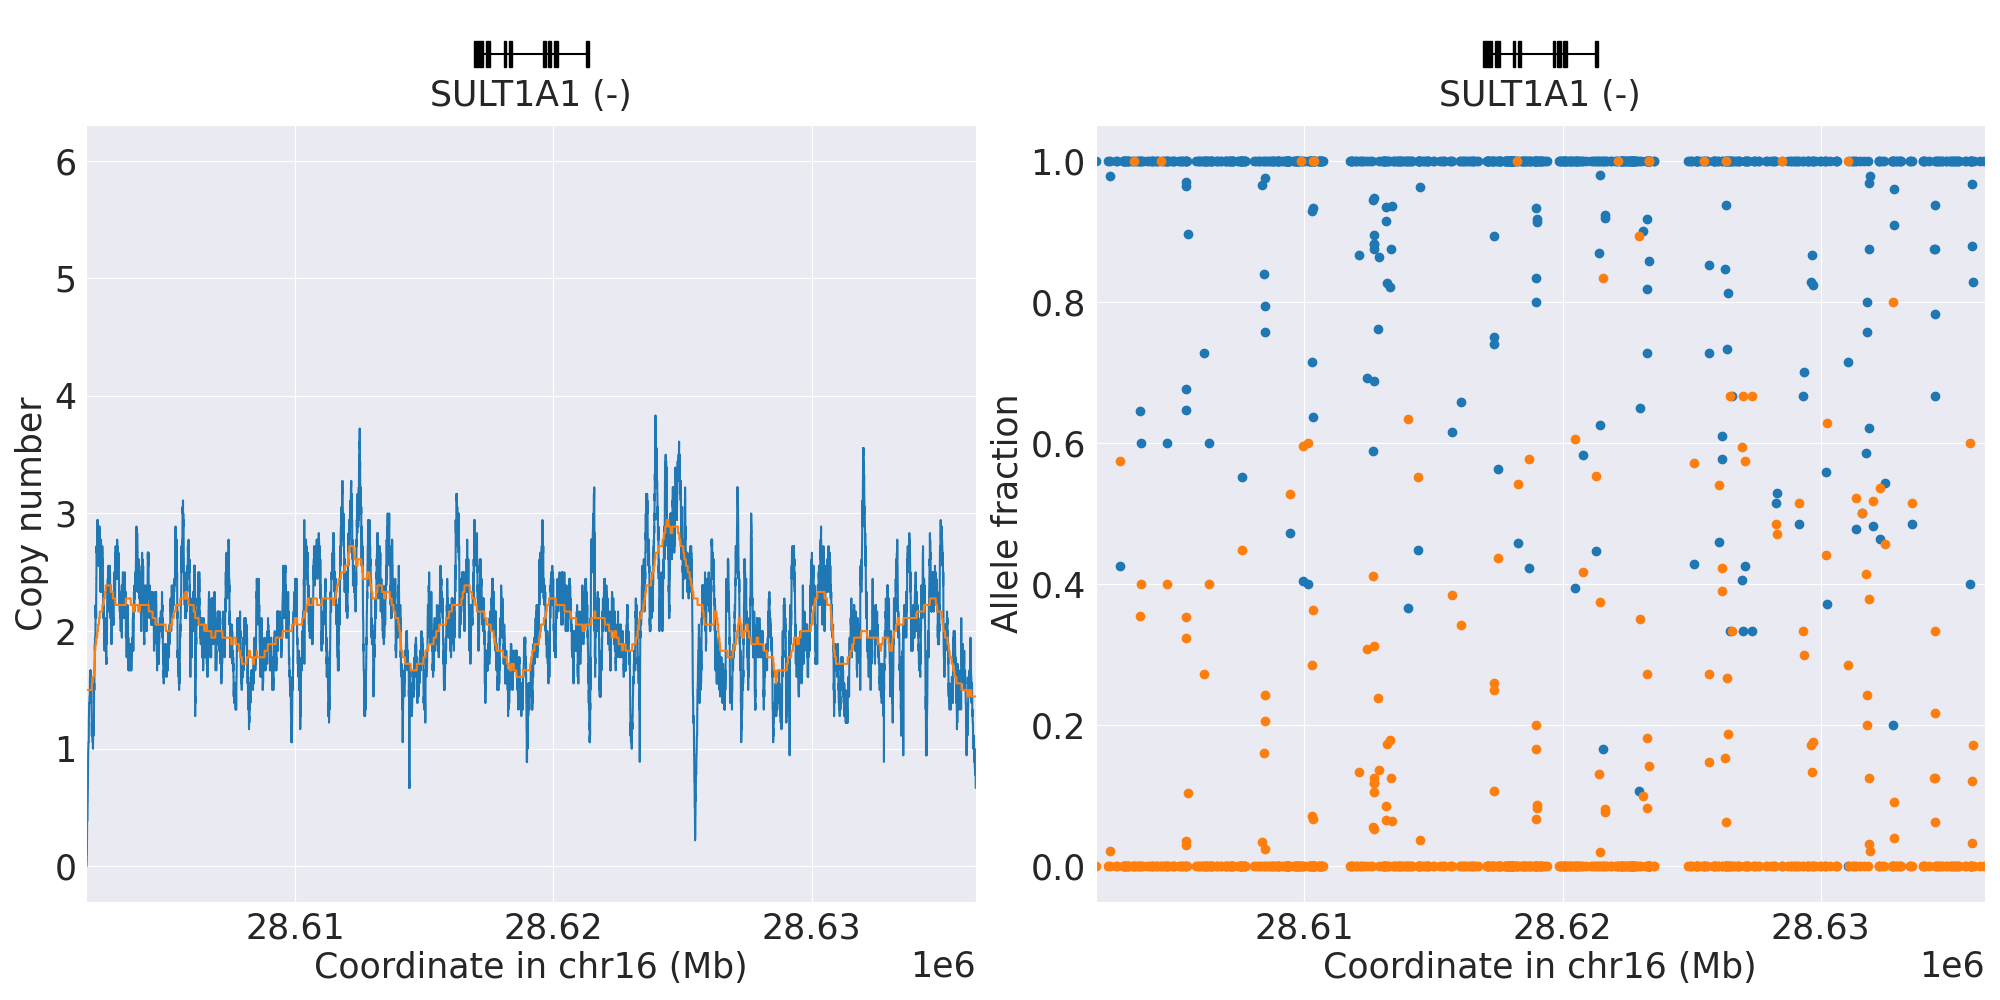 SULT1A1 (-)
6
5
4
3
2
1
0
Copy number
28.61
28.62
28.63
Coordinate in chr16 (Mb)
1e6
SULT1A1 (-)
1.0
0.8
0.6
0.4
0.2
0.0
Allele fraction
28.61
28.62
28.63
Coordinate in chr16 (Mb)
1e6